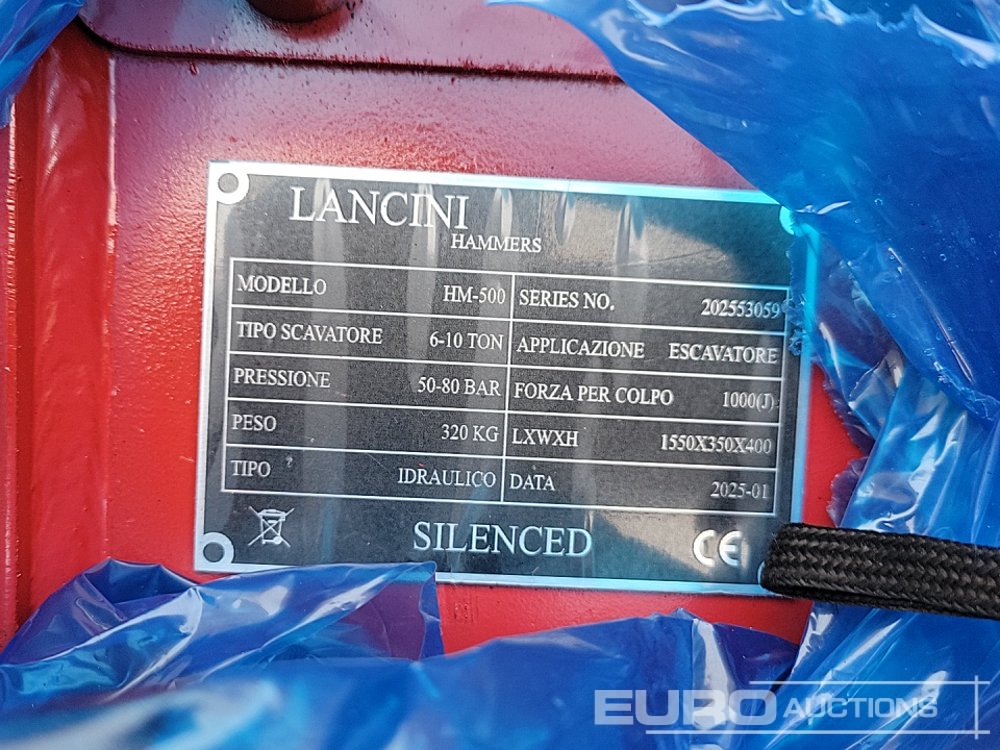 LANCINI
HAMMERS
MODELLO HM-500 SERIES NO. 202553059
TIPO SCAVATORE 6-10 TON APPLICAZIONE ESCAVATORE
PRESSIONE 50-80 BAR FORZA PER COLPO 1000(J)
PESO 320 KG LXWXH 1550X350X400
TIPO IDRAULICO DATA 2025-01
SILENCED CE
EURO AUCTIONS